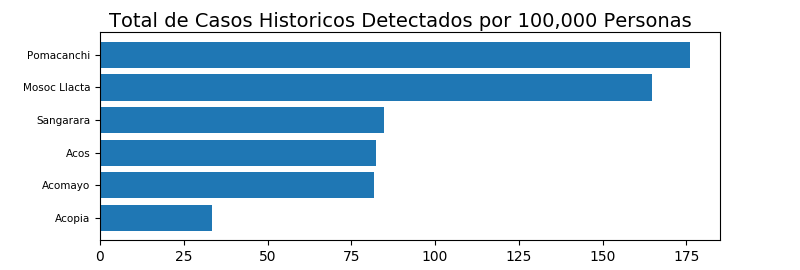 Total de Casos Historicos Detectados por 100,000 Personas
Pomacanchi
Mosoc Llacta
Sangarara
Acos
Acomayo
Acopia
0 25 50 75 100 125 150 175